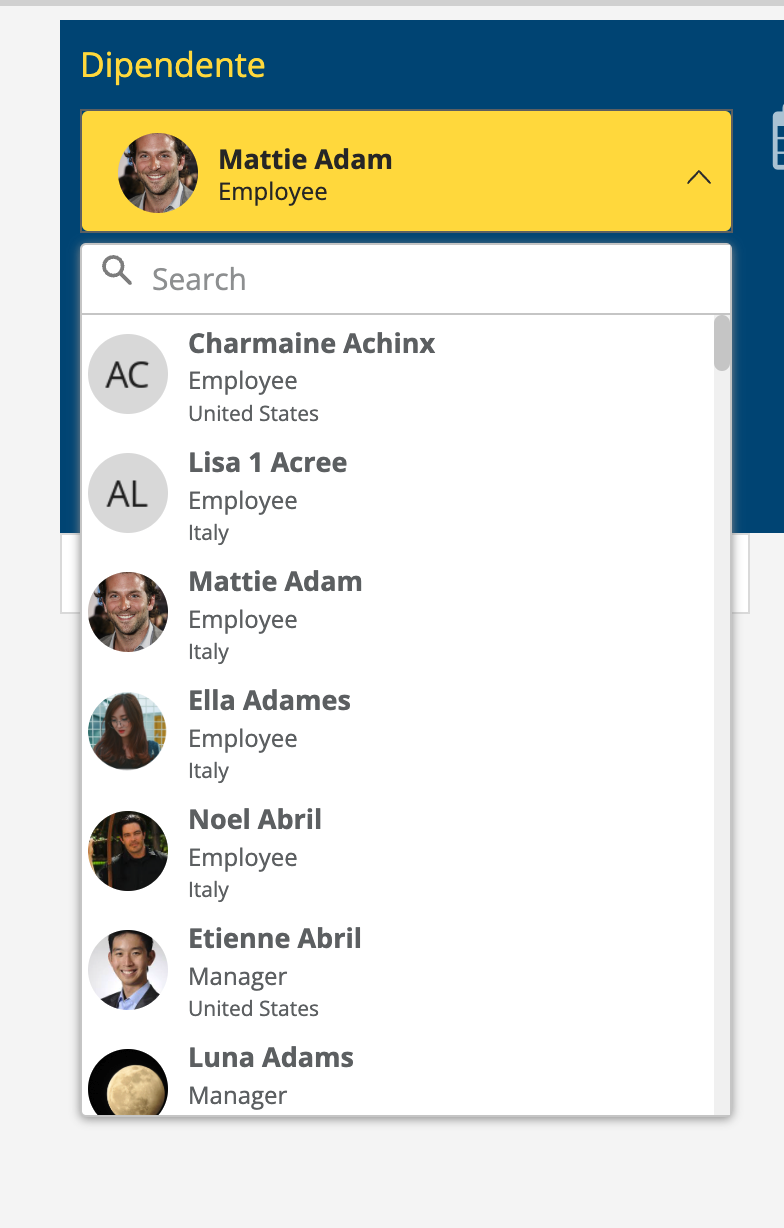 Dipendente
Mattie Adam
Employee
Search
AC
Charmaine Achinx
Employee
United States
AL
Lisa 1 Acree
Employee
Italy
Mattie Adam
Employee
Italy
Ella Adames
Employee
Italy
Noel Abril
Employee
Italy
Etienne Abril
Manager
United States
Luna Adams
Manager